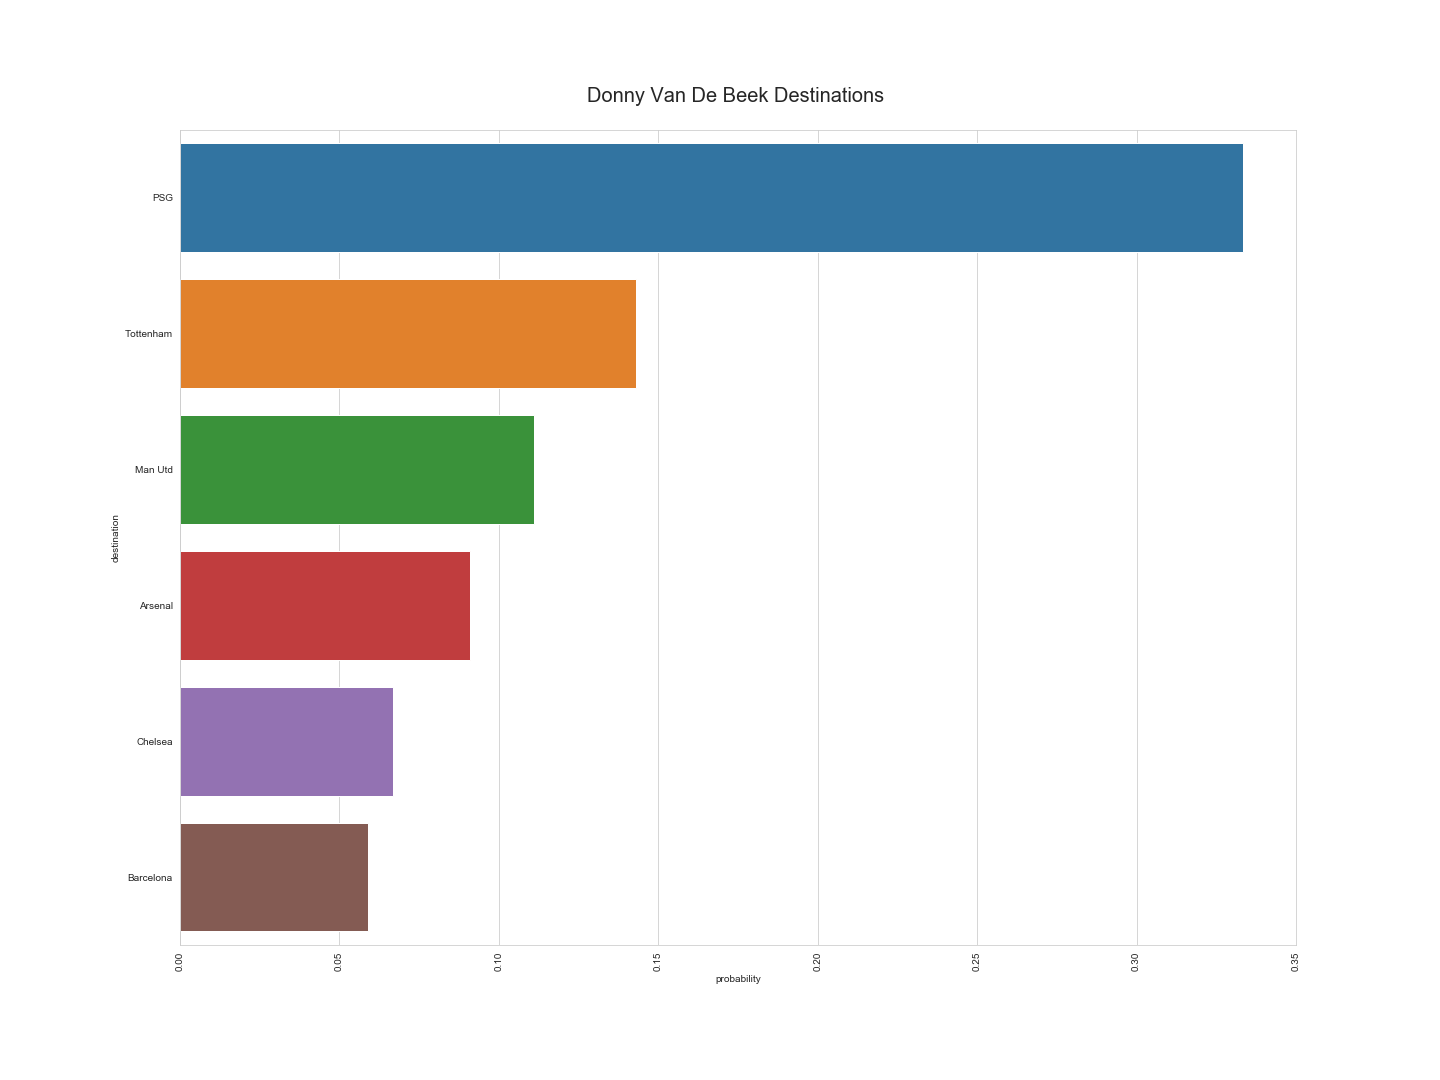 Donny Van De Beek Destinations
PSG
Tottenham
Man Utd
Arsenal
Chelsea
Barcelona
destination
0.00 0.05 0.10 0.15 0.20 0.25 0.30 0.35
probability